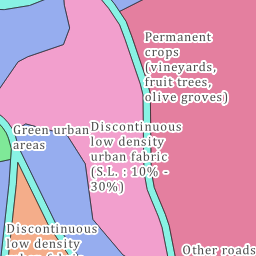 Permanent
crops
(vineyards,
fruit trees,
olive groves)
Green urban
areas
Discontinuous
low density
urban fabric
(S.L. : 10% -
30%)
Discontinuous
low density
Other roads